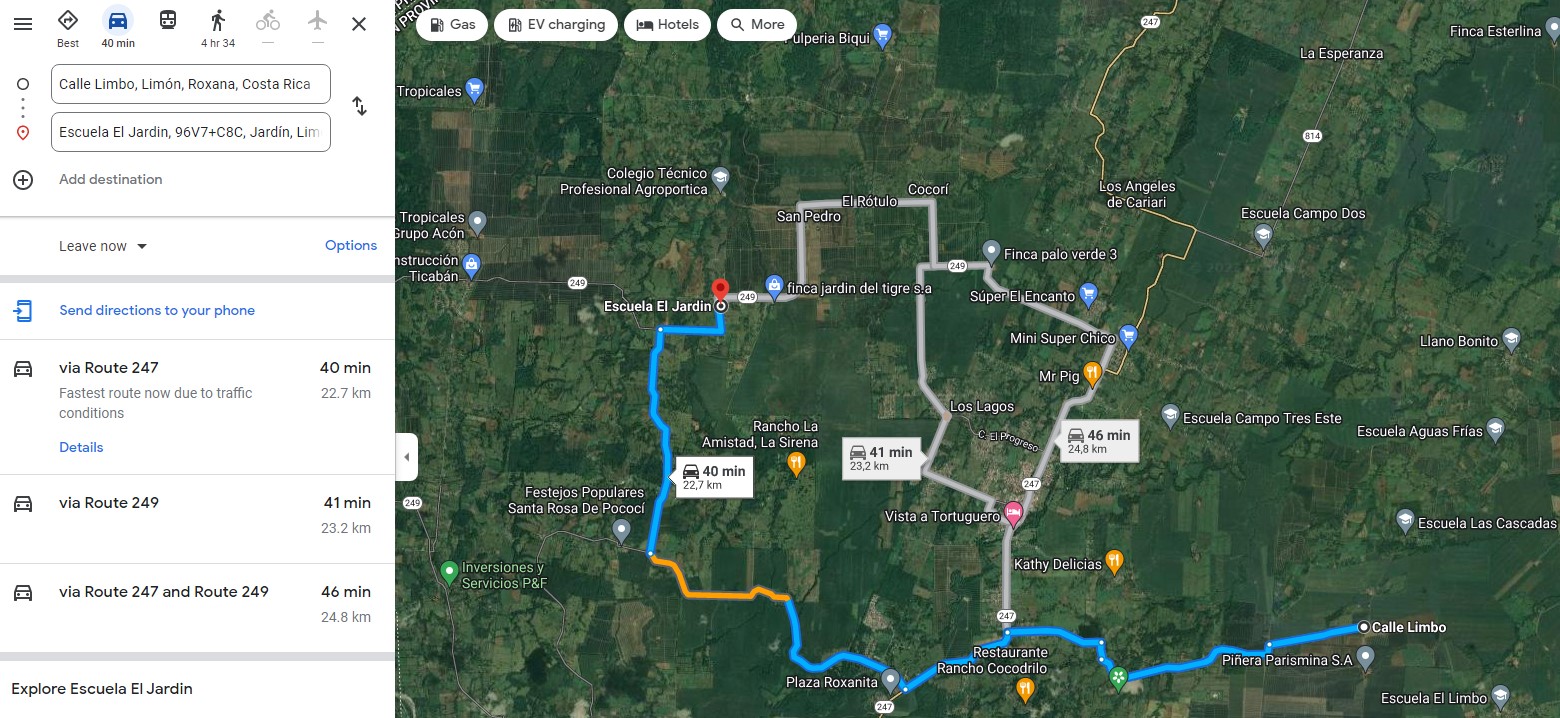 Best
40 min
4 hr 34
—
—
Calle Limbo, Limón, Roxana, Costa Rica
Escuela El Jardin, 96V7+C8C, Jardín, Lim
Add destination
Leave now
Options
Send directions to your phone
via Route 247
40 min
Fastest route now due to traffic
22.7 km
conditions
Details
via Route 249
41 min
23.2 km
via Route 247 and Route 249
46 min
24.8 km
Explore Escuela El Jardin
Gas
EV charging
Hotels
More
Pulperia Biqui
247
Finca Esterlina
La Esperanza
Tropicales
814
Colegio Técnico
Profesional Agroportica
Los Angeles
de Cariari
Cocorí
El Rótulo
San Pedro
Escuela Campo Dos
Tropicales
Grupo Acón
Finca palo verde 3
249
nstrucción
Ticabán
249
finca jardin del tigre s.a
249
Súper El Encanto
Escuela El Jardin
Mini Super Chico
Llano Bonito
Mr Pig
Los Lagos
Escuela Campo Tres Este
Escuela Aguas Frías
Rancho La
Amistad, La Sirena
C. El Progreso
46 min
24,8 km
41 min
23,2 km
40 min
22,7 km
247
Festejos Populares
Santa Rosa De Pococí
249
Vista a Tortuguero
Escuela Las Cascadas
Kathy Delicias
Inversiones y
Servicios P&F
247
Calle Limbo
Restaurante
Rancho Cocodrilo
Piñera Parismina S.A
Plaza Roxanita
247
Escuela El Limbo